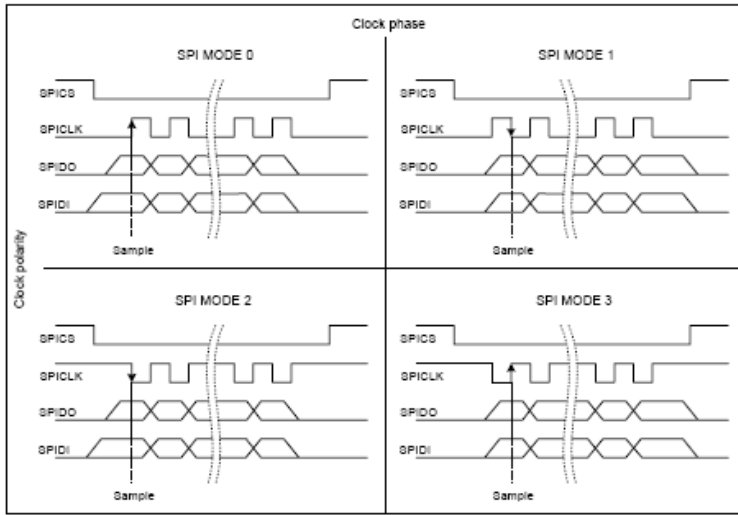 Clock phase
Clock polarity
SPI MODE 0
SPICS
SPICLK
SPIDO
SPIDI
Sample
SPI MODE 1
SPICS
SPICLK
SPIDO
SPIDI
Sample
SPI MODE 2
SPICS
SPICLK
SPIDO
SPIDI
Sample
SPI MODE 3
SPICS
SPICLK
SPIDO
SPIDI
Sample